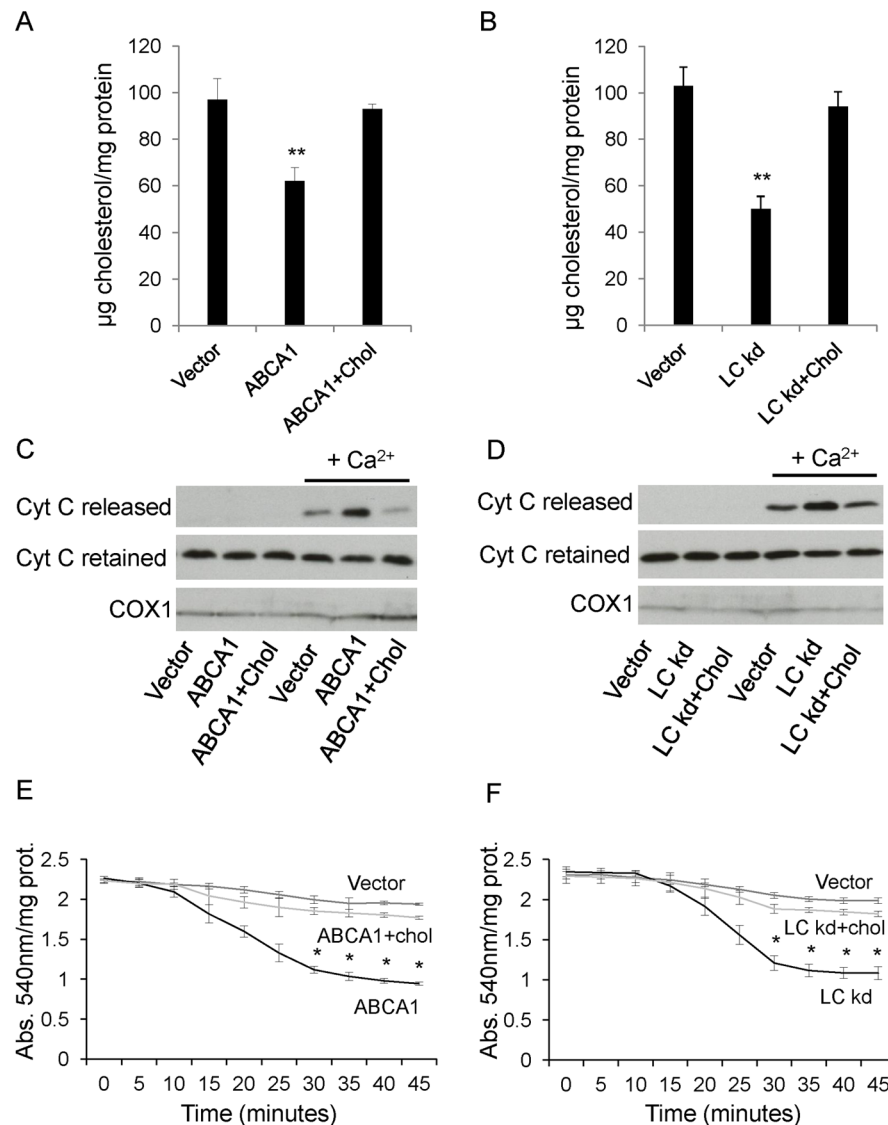 A
µg cholesterol/mg protein
120
100
80
60
40
20
0
**
Vector
ABCA1
ABCA1+Chol
B
µg cholesterol/mg protein
120
100
80
60
40
20
0
**
Vector
LC kd
LC kd+Chol
C
+ Ca²⁺
Cyt C released
Cyt C retained
COX1
Vector
ABCA1
ABCA1+Chol
Vector
ABCA1
ABCA1+Chol
D
+ Ca²⁺
Cyt C released
Cyt C retained
COX1
Vector
LC kd
LC kd+Chol
Vector
LC kd
LC kd+Chol
E
Abs. 540nm/mg prot.
2.5
2
1.5
1
0.5
0
Vector
ABCA1+chol
* * * *
ABCA1
0 5 10 15 20 25 30 35 40 45
Time (minutes)
F
Abs. 540nm/mg prot.
2.5
2
1.5
1
0.5
0
Vector
LC kd+chol
* * * *
LC kd
0 5 10 15 20 25 30 35 40 45
Time (minutes)